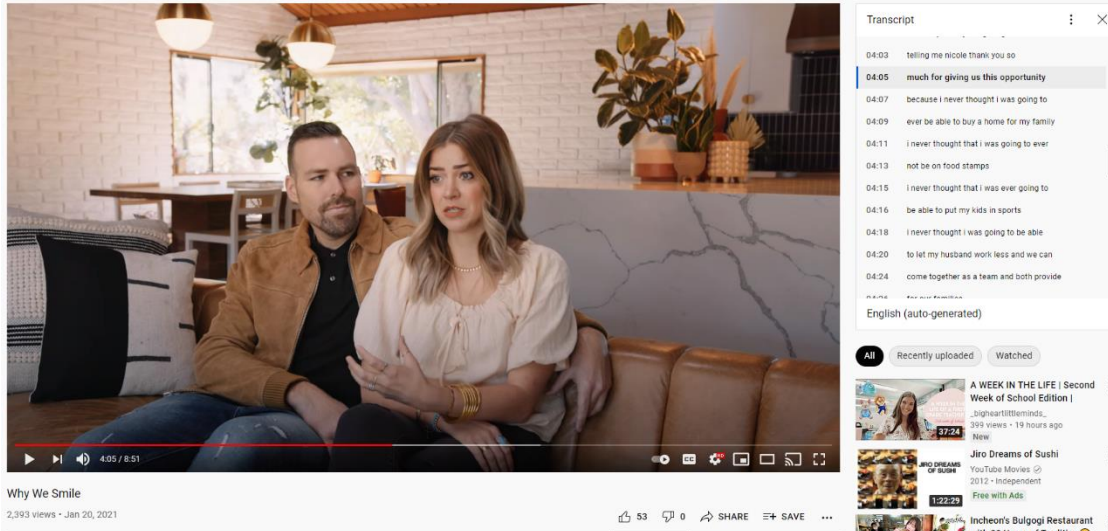 4:05 / 8:51
CC
HD
Why We Smile
2,393 views • Jan 20, 2021
53
0
SHARE
SAVE
Transcript
04:03 telling me nicole thank you so
04:05 much for giving us this opportunity
04:07 because i never thought i was going to
04:09 ever be able to buy a home for my family
04:11 i never thought that i was going to ever
04:13 not be on food stamps
04:15 i never thought that i was ever going to
04:16 be able to put my kids in sports
04:18 i never thought i was going to be able
04:20 to let my husband work less and we can
04:24 come together as a team and both provide
English (auto-generated)
All
Recently uploaded
Watched
A WEEK IN THE LIFE | Second
Week of School Edition |
_bigheartlittleminds_
399 views • 19 hours ago
New
37:24
Jiro Dreams of Sushi
YouTube Movies
2012 • Independent
Free with Ads
JIRO DREAMS
OF SUSHI
1:22:29
Incheon's Bulgogi Restaurant